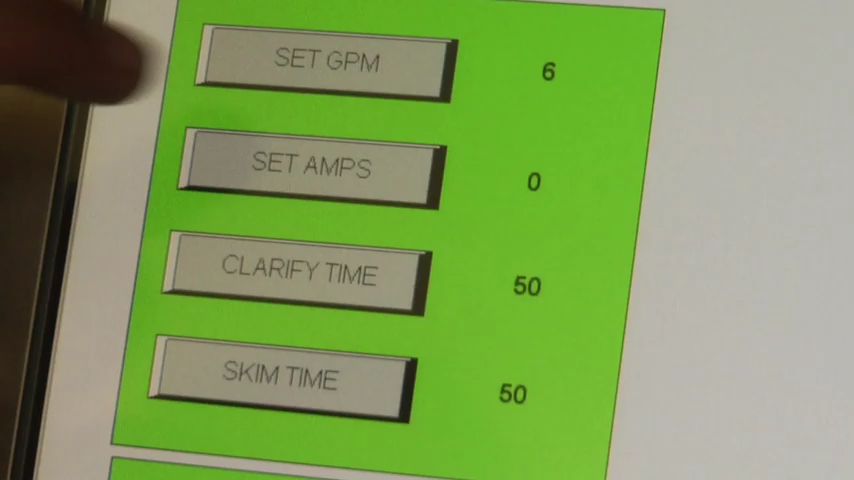 SET GPM 6
SET AMPS 0
CLARIFY TIME 50
SKIM TIME 50